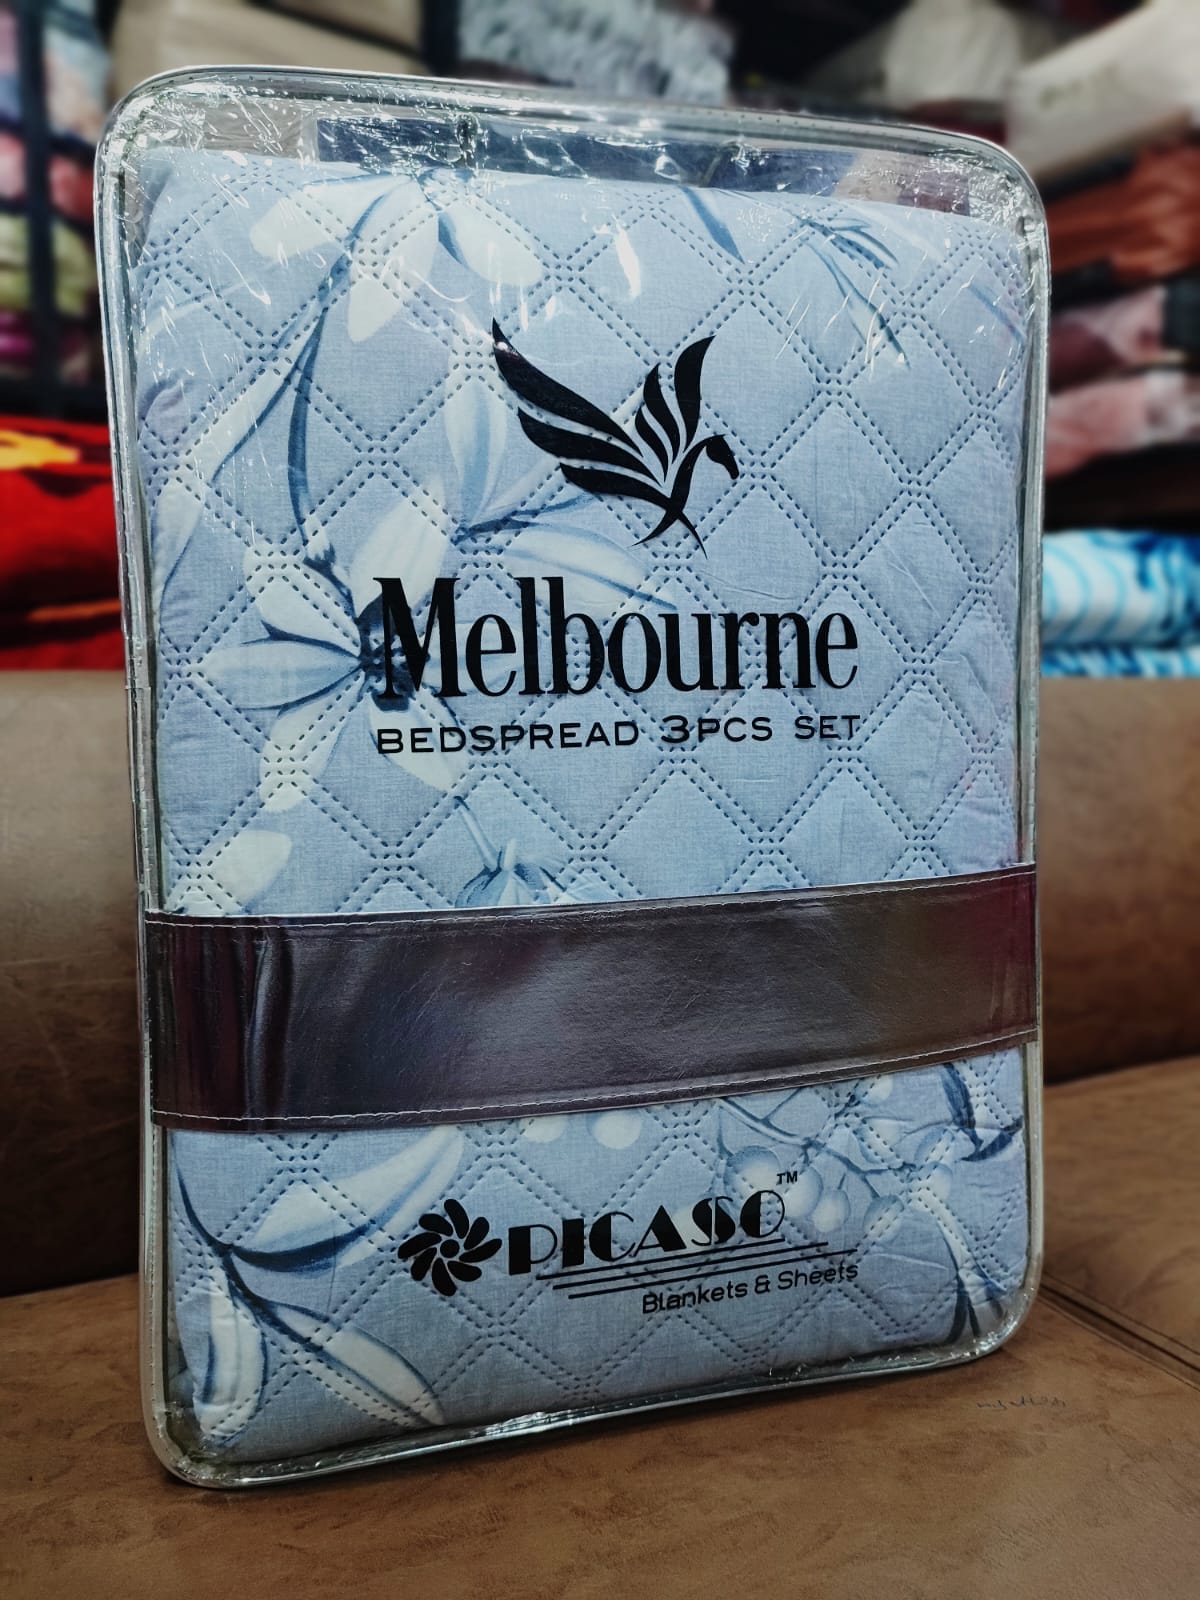 Melbourne
BEDSPREAD 3PCS SET
PICASO™
Blankets & Sheets